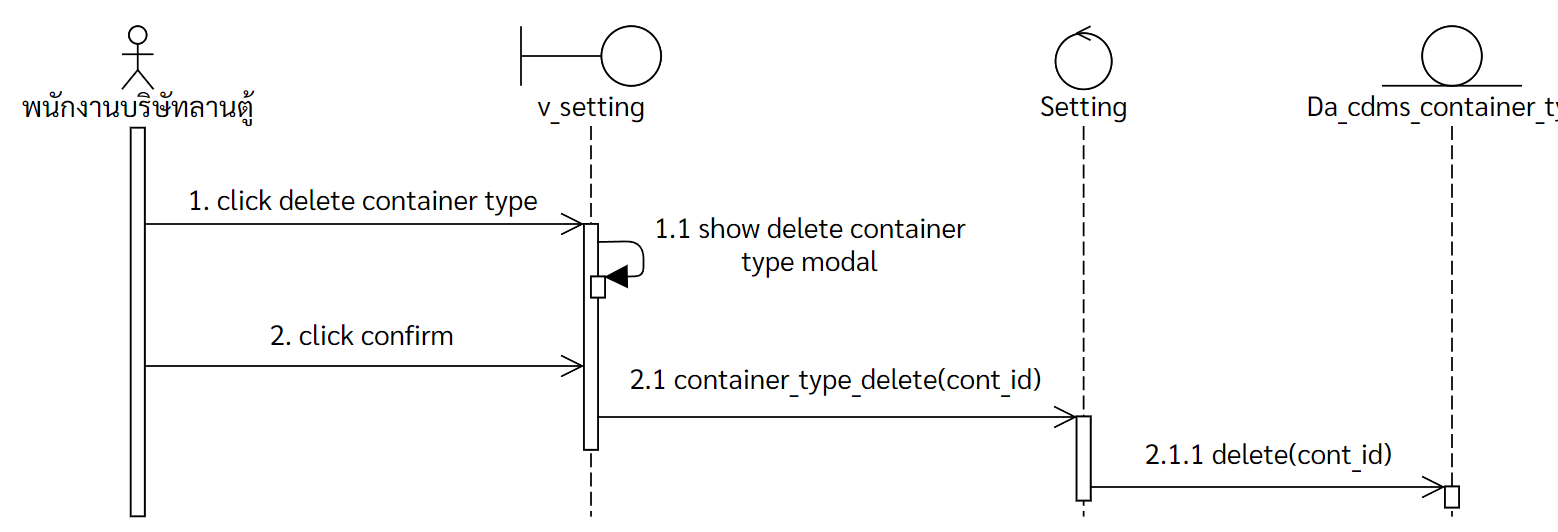 พนักงานบริษัทลานตู้
v_setting
Setting
Da_cdms_container_ty
1. click delete container type
1.1 show delete container
type modal
2. click confirm
2.1 container_type_delete(cont_id)
2.1.1 delete(cont_id)